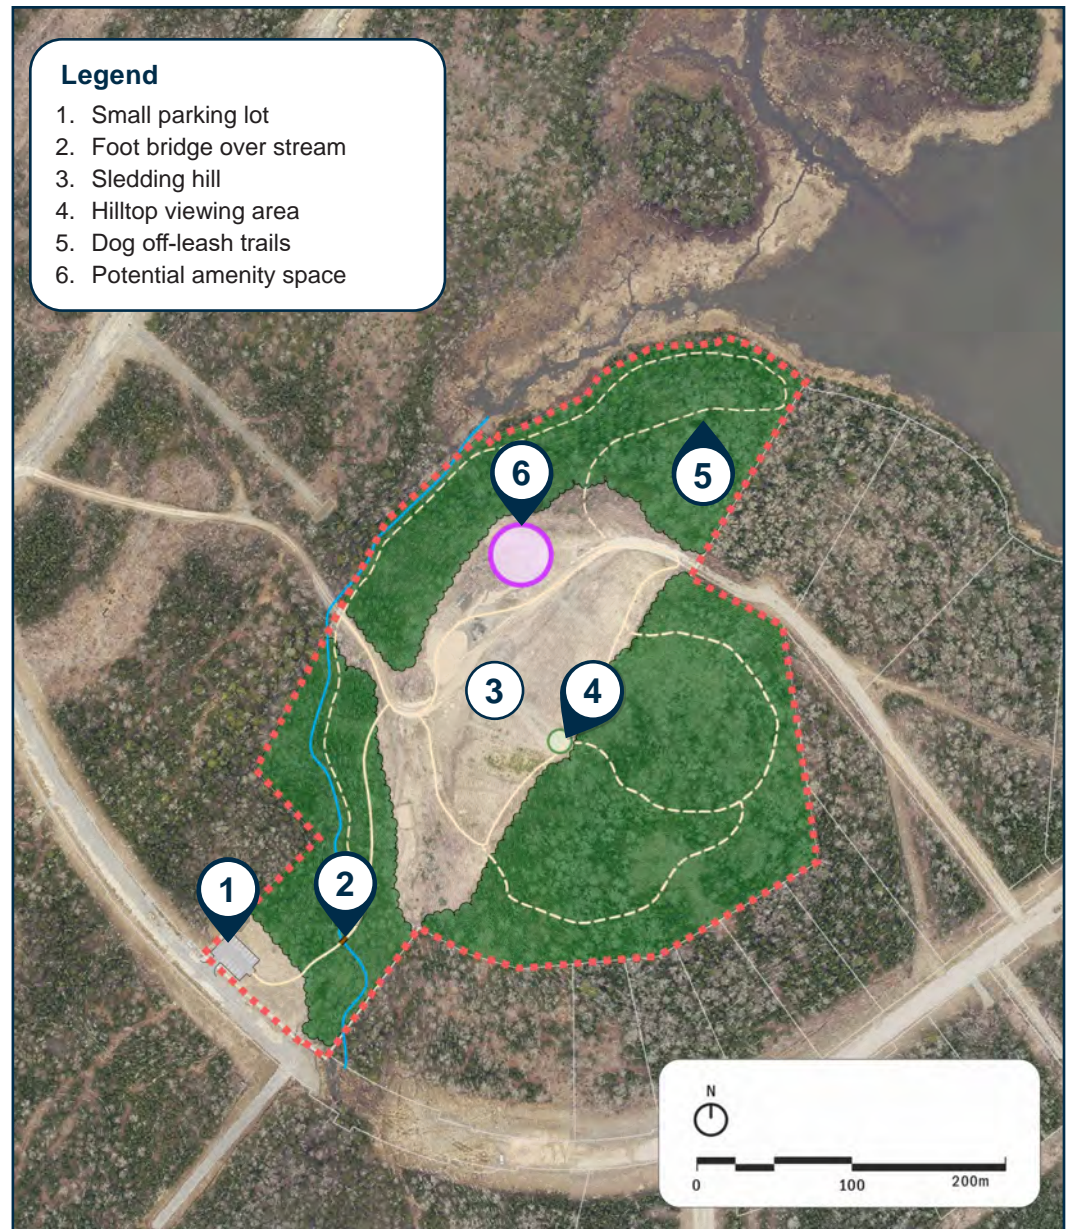 Legend
1. Small parking lot
2. Foot bridge over stream
3. Sledding hill
4. Hilltop viewing area
5. Dog off-leash trails
6. Potential amenity space
6
5
3
4
1
2
N
0 100 200m